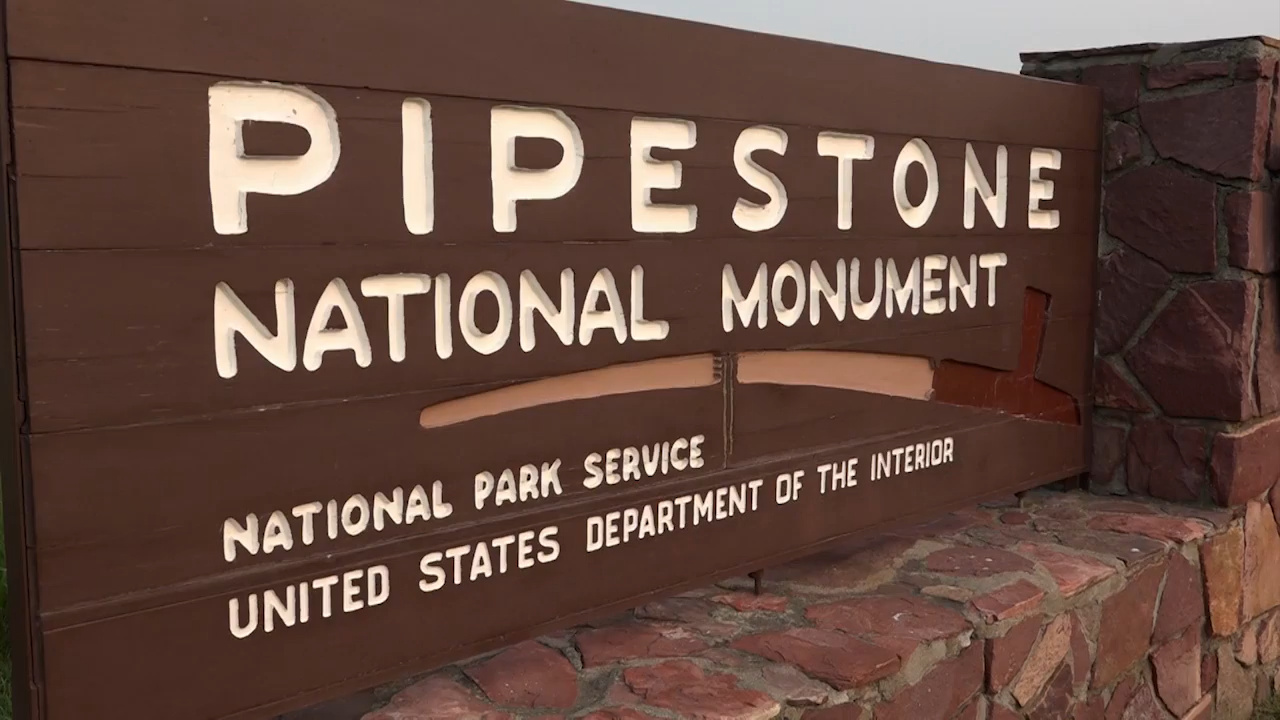 PIPESTONE
NATIONAL MONUMENT
NATIONAL PARK SERVICE
UNITED STATES DEPARTMENT OF THE INTERIOR